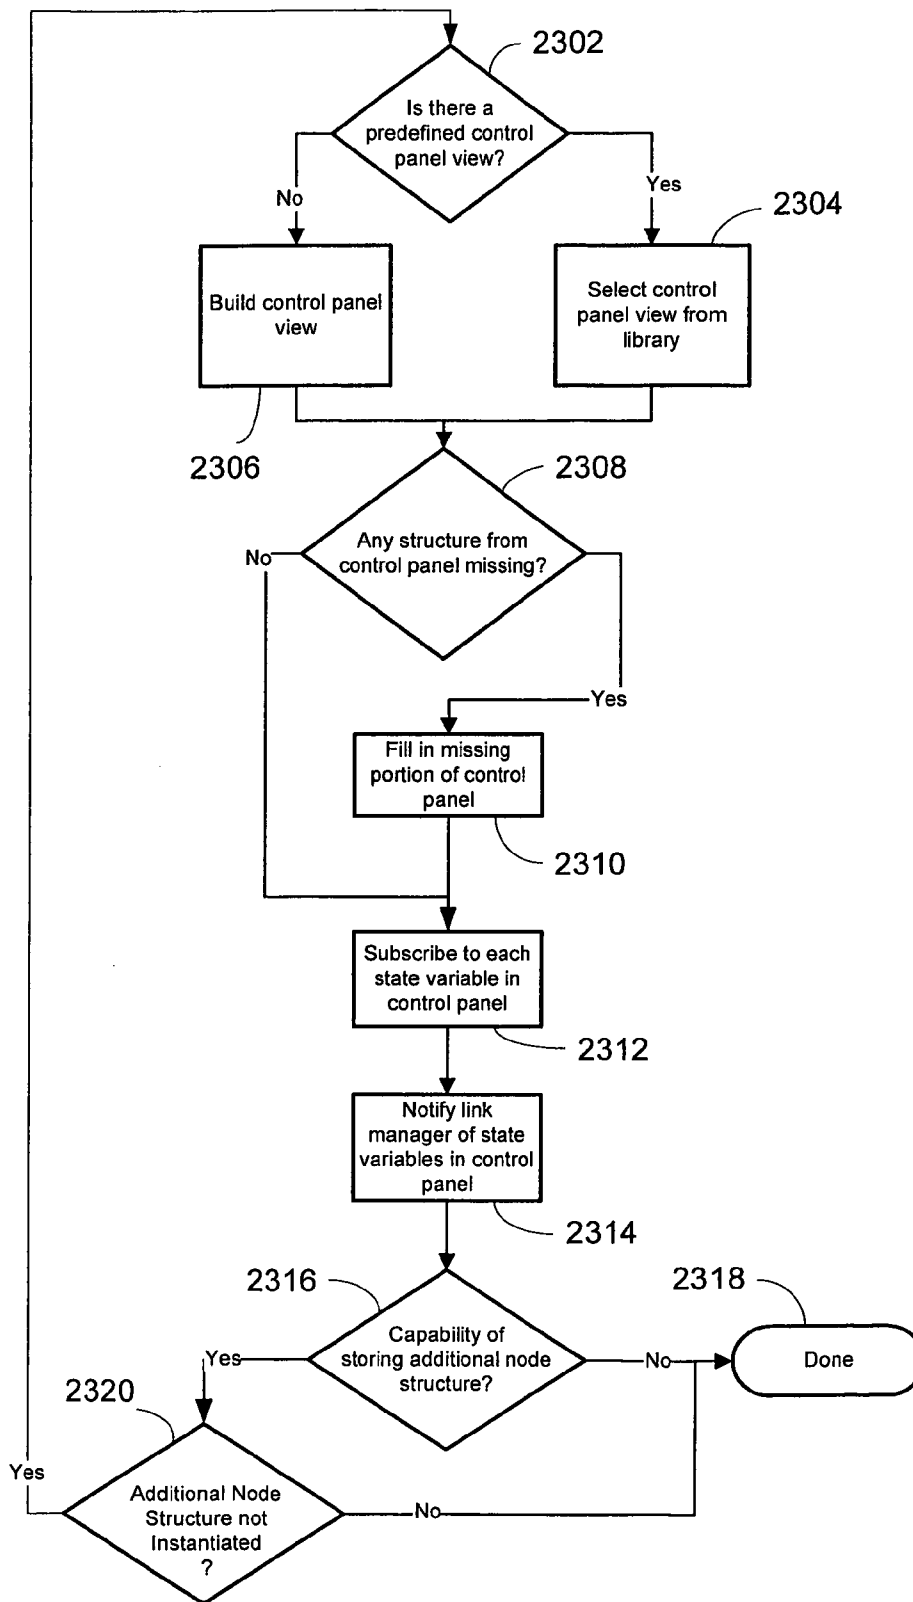 2302
Is there a
predefined control
panel view?
No
Yes
2304
Build control panel
view
Select control
panel view from
library
2306
2308
Any structure from
control panel missing?
No
Yes
Fill in missing
portion of control
panel
2310
Subscribe to each
state variable in
control panel
2312
Notify link
manager of state
variables in control
panel
2314
2316
2318
Capability of
storing additional node
structure?
Yes
No
Done
2320
Yes
Additional Node
Structure not
Instantiated
?
No